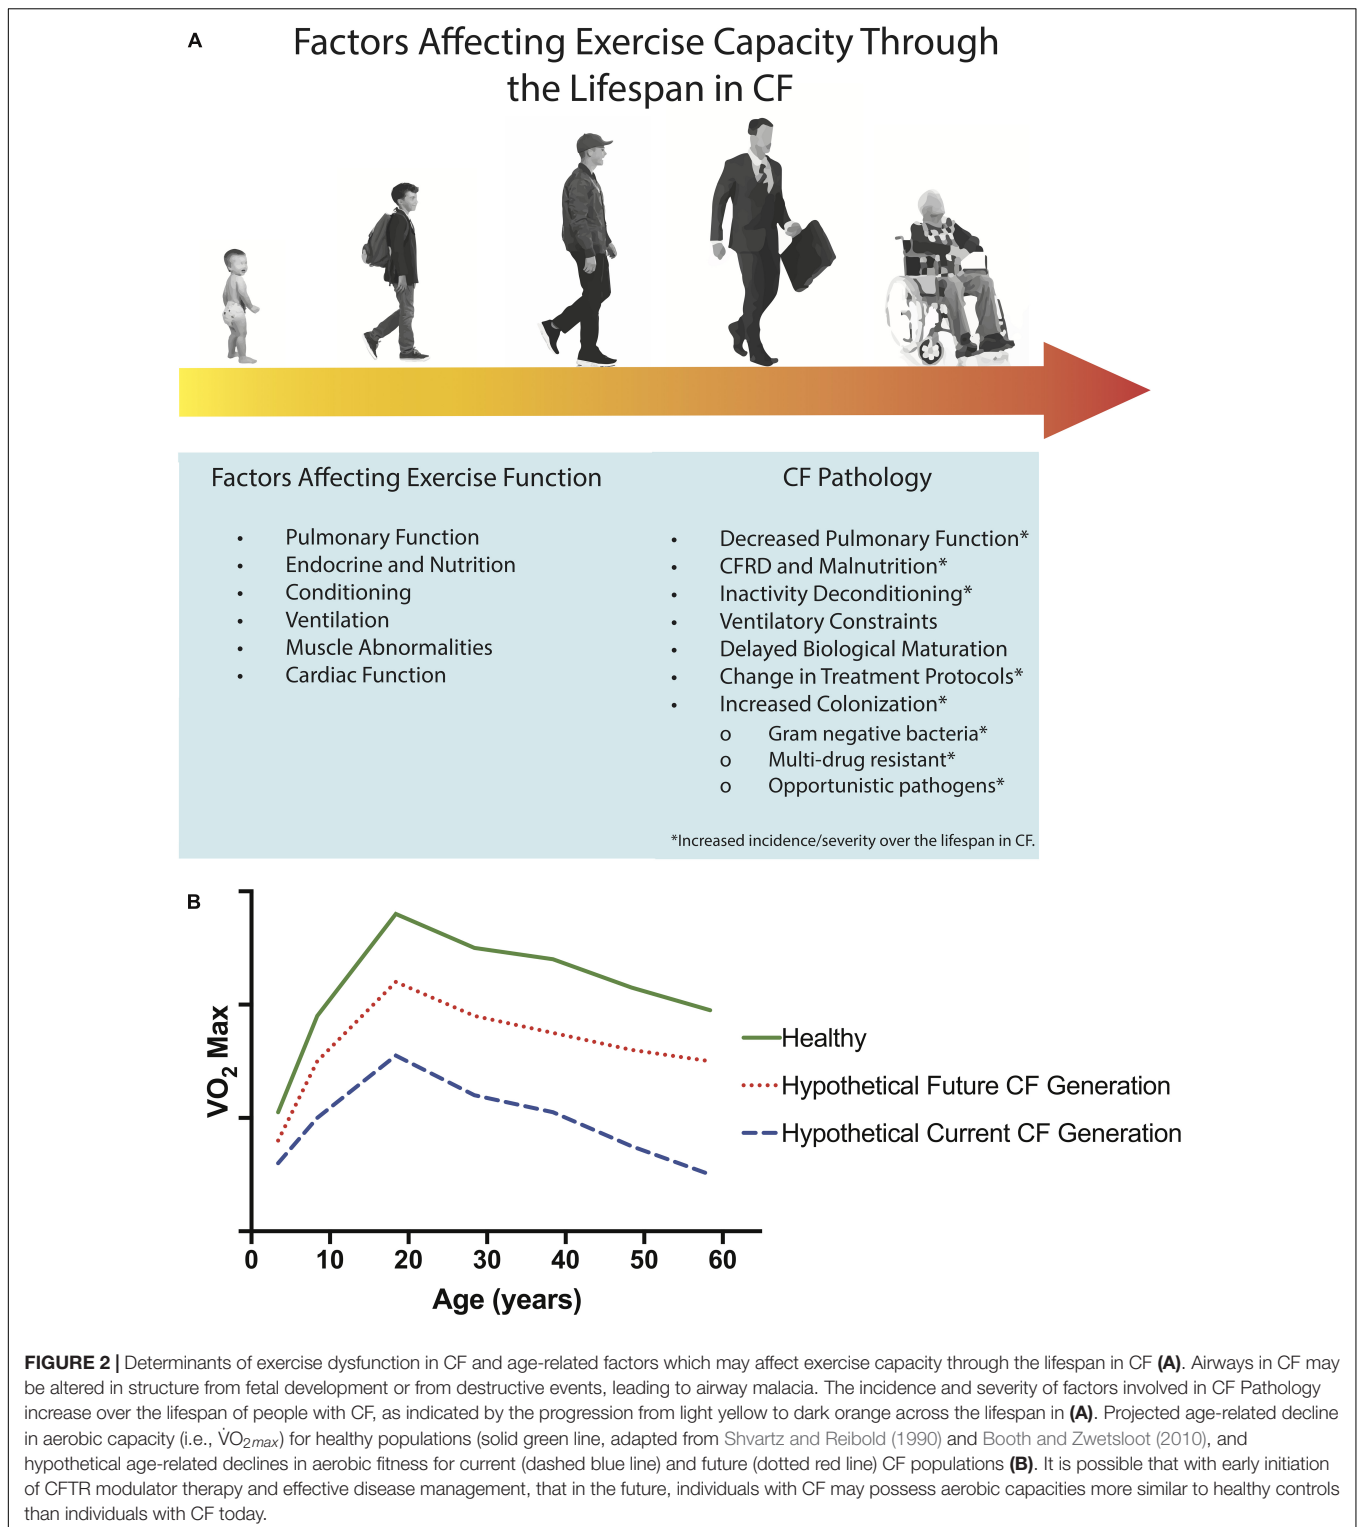 A
Factors Affecting Exercise Capacity Through
the Lifespan in CF
Factors Affecting Exercise Function
• Pulmonary Function
• Endocrine and Nutrition
• Conditioning
• Ventilation
• Muscle Abnormalities
• Cardiac Function
CF Pathology
• Decreased Pulmonary Function*
• CFRD and Malnutrition*
• Inactivity Deconditioning*
• Ventilatory Constraints
• Delayed Biological Maturation
• Change in Treatment Protocols*
• Increased Colonization*
o Gram negative bacteria*
o Multi-drug resistant*
o Opportunistic pathogens*
*Increased incidence/severity over the lifespan in CF.
B
VO2 Max
Healthy
Hypothetical Future CF Generation
Hypothetical Current CF Generation
0 10 20 30 40 50 60
Age (years)
FIGURE 2 | Determinants of exercise dysfunction in CF and age-related factors which may affect exercise capacity through the lifespan in CF (A). Airways in CF may
be altered in structure from fetal development or from destructive events, leading to airway malacia. The incidence and severity of factors involved in CF Pathology
increase over the lifespan of people with CF, as indicated by the progression from light yellow to dark orange across the lifespan in (A). Projected age-related decline
in aerobic capacity (i.e., V̇O2max) for healthy populations (solid green line, adapted from Shvartz and Reibold (1990) and Booth and Zwetsloot (2010), and
hypothetical age-related declines in aerobic fitness for current (dashed blue line) and future (dotted red line) CF populations (B). It is possible that with early initiation
of CFTR modulator therapy and effective disease management, that in the future, individuals with CF may possess aerobic capacities more similar to healthy controls
than individuals with CF today.